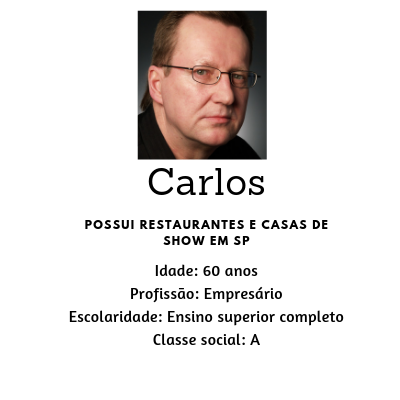 Carlos
POSSUI RESTAURANTES E CASAS DE
SHOW EM SP
Idade: 60 anos
Profissão: Empresário
Escolaridade: Ensino superior completo
Classe social: A